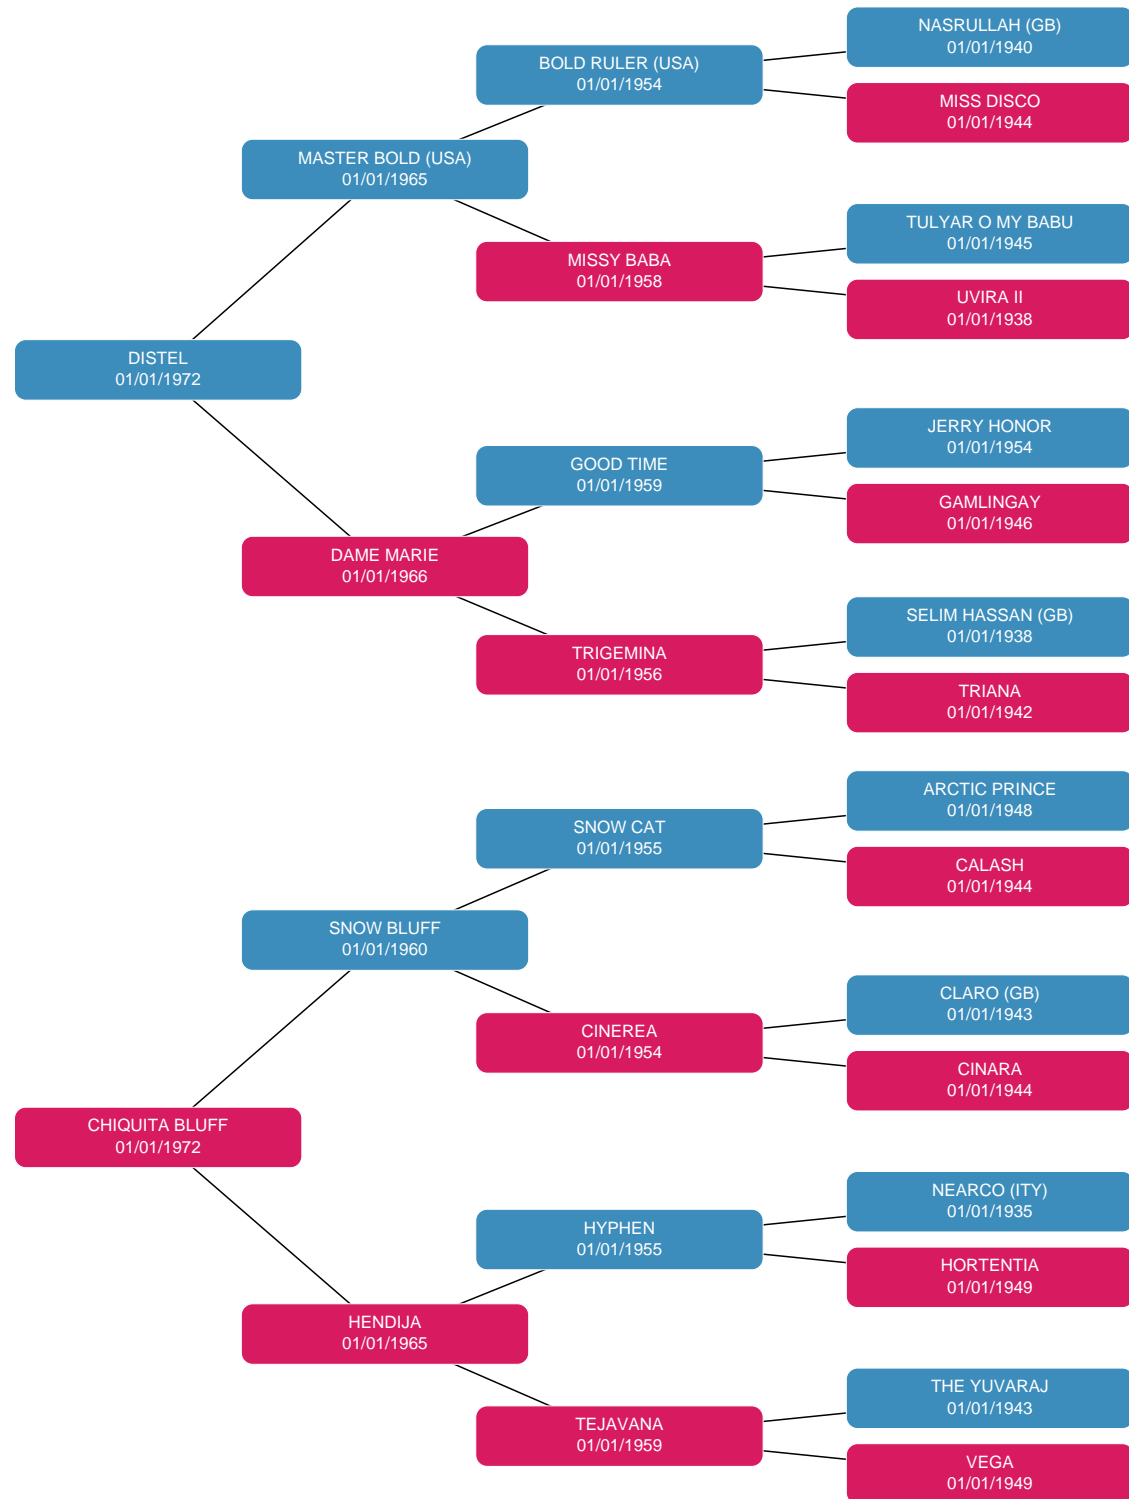 NASRULLAH (GB)
01/01/1940
BOLD RULER (USA)
01/01/1954
MISS DISCO
01/01/1944
MASTER BOLD (USA)
01/01/1965
TULYAR O MY BABU
01/01/1945
MISSY BABA
01/01/1958
UVIRA II
01/01/1938
DISTEL
01/01/1972
JERRY HONOR
01/01/1954
GOOD TIME
01/01/1959
GAMLINGAY
01/01/1946
DAME MARIE
01/01/1966
SELIM HASSAN (GB)
01/01/1938
TRIGEMINA
01/01/1956
TRIANA
01/01/1942
ARCTIC PRINCE
01/01/1948
SNOW CAT
01/01/1955
CALASH
01/01/1944
SNOW BLUFF
01/01/1960
CLARO (GB)
01/01/1943
CINEREA
01/01/1954
CINARA
01/01/1944
CHIQUITA BLUFF
01/01/1972
NEARCO (ITY)
01/01/1935
HYPHEN
01/01/1955
HORTENTIA
01/01/1949
HENDIJA
01/01/1965
THE YUVARAJ
01/01/1943
TEJAVANA
01/01/1959
VEGA
01/01/1949